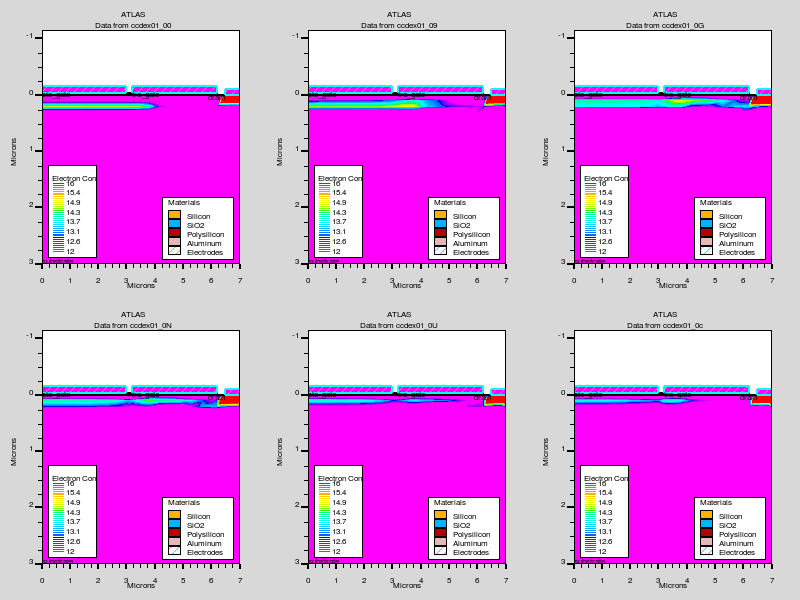 ATLAS
Data from ccdex01_00
-1
0
1
2
3
Microns
Electron Con
16
15.4
14.9
14.3
13.7
13.1
12.6
12
Materials
Silicon
SiO2
Polysilicon
Aluminum
Electrodes
substrate
0 1 2 3 4 5 6 7
Microns
ATLAS
Data from ccdex01_09
-1
0
1
2
3
Microns
Electron Con
16
15.4
14.9
14.3
13.7
13.1
12.6
12
Materials
Silicon
SiO2
Polysilicon
Aluminum
Electrodes
substrate
0 1 2 3 4 5 6 7
Microns
ATLAS
Data from ccdex01_0G
-1
0
1
2
3
Microns
Electron Con
16
15.4
14.9
14.3
13.7
13.1
12.6
12
Materials
Silicon
SiO2
Polysilicon
Aluminum
Electrodes
substrate
0 1 2 3 4 5 6 7
Microns
ATLAS
Data from ccdex01_0N
-1
0
1
2
3
Microns
Electron Con
16
15.4
14.9
14.3
13.7
13.1
12.6
12
Materials
Silicon
SiO2
Polysilicon
Aluminum
Electrodes
substrate
0 1 2 3 4 5 6 7
Microns
ATLAS
Data from ccdex01_0U
-1
0
1
2
3
Microns
Electron Con
16
15.4
14.9
14.3
13.7
13.1
12.6
12
Materials
Silicon
SiO2
Polysilicon
Aluminum
Electrodes
substrate
0 1 2 3 4 5 6 7
Microns
ATLAS
Data from ccdex01_0c
-1
0
1
2
3
Microns
Electron Con
16
15.4
14.9
14.3
13.7
13.1
12.6
12
Materials
Silicon
SiO2
Polysilicon
Aluminum
Electrodes
substrate
0 1 2 3 4 5 6 7
Microns